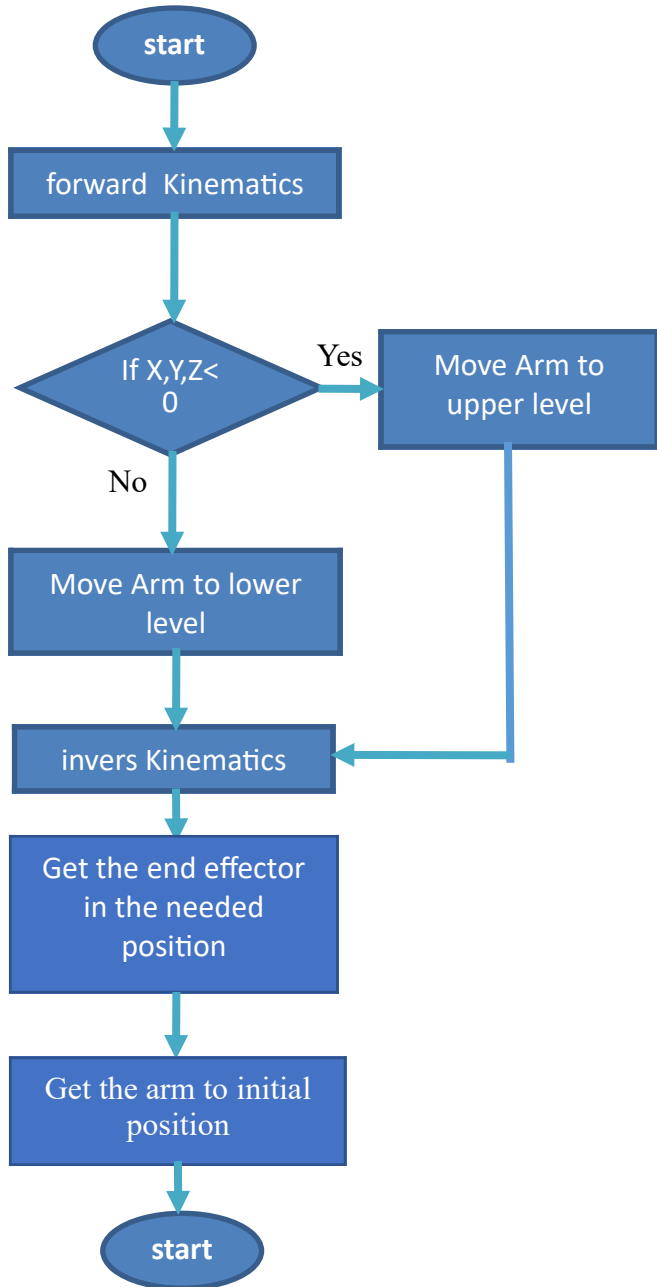 start
forward Kinematics
If X,Y,Z<
0
Yes
Move Arm to
upper level
No
Move Arm to lower
level
invers Kinematics
Get the end effector
in the needed
position
Get the arm to initial
position
start